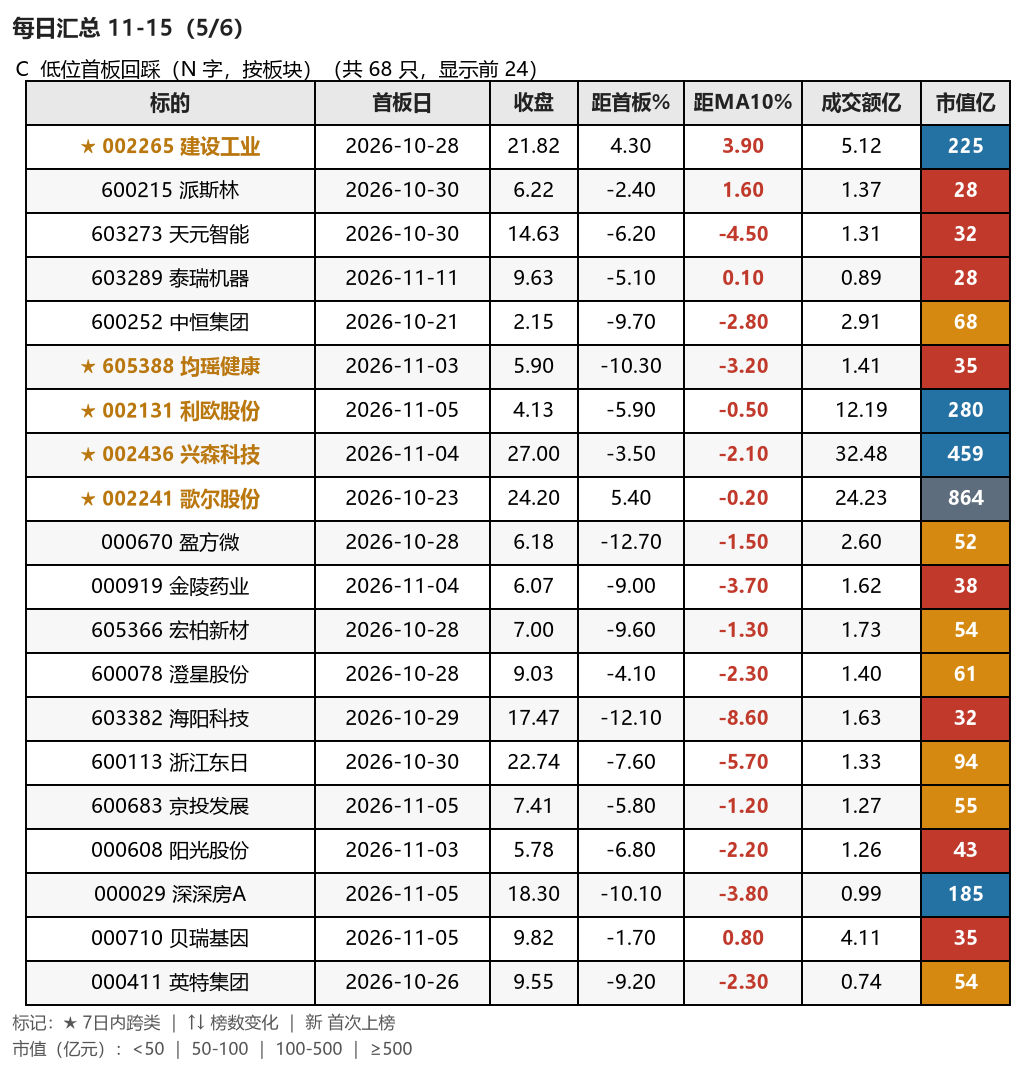 每日汇总 11-15（5/6）
C 低位首板回踩（N 字，按板块）（共 68 只，显示前 24）
标的 首板日 收盘 距首板% 距MA10% 成交额亿 市值亿
★ 002265 建设工业 2026-10-28 21.82 4.30 3.90 5.12 225
600215 派斯林 2026-10-30 6.22 -2.40 1.60 1.37 28
603273 天元智能 2026-10-30 14.63 -6.20 -4.50 1.31 32
603289 泰瑞机器 2026-11-11 9.63 -5.10 0.10 0.89 28
600252 中恒集团 2026-10-21 2.15 -9.70 -2.80 2.91 68
★ 605388 均瑶健康 2026-11-03 5.90 -10.30 -3.20 1.41 35
★ 002131 利欧股份 2026-11-05 4.13 -5.90 -0.50 12.19 280
★ 002436 兴森科技 2026-11-04 27.00 -3.50 -2.10 32.48 459
★ 002241 歌尔股份 2026-10-23 24.20 5.40 -0.20 24.23 864
000670 盈方微 2026-10-28 6.18 -12.70 -1.50 2.60 52
000919 金陵药业 2026-11-04 6.07 -9.00 -3.70 1.62 38
605366 宏柏新材 2026-10-28 7.00 -9.60 -1.30 1.73 54
600078 澄星股份 2026-10-28 9.03 -4.10 -2.30 1.40 61
603382 海阳科技 2026-10-29 17.47 -12.10 -8.60 1.63 32
600113 浙江东日 2026-10-30 22.74 -7.60 -5.70 1.33 94
600683 京投发展 2026-11-05 7.41 -5.80 -1.20 1.27 55
000608 阳光股份 2026-11-03 5.78 -6.80 -2.20 1.26 43
000029 深深房A 2026-11-05 18.30 -10.10 -3.80 0.99 185
000710 贝瑞基因 2026-11-05 9.82 -1.70 0.80 4.11 35
000411 英特集团 2026-10-26 9.55 -9.20 -2.30 0.74 54
标记：★ 7日内跨类 | ↑↓ 榜数变化 | 新 首次上榜
市值（亿元）：<50 | 50-100 | 100-500 | ≥500